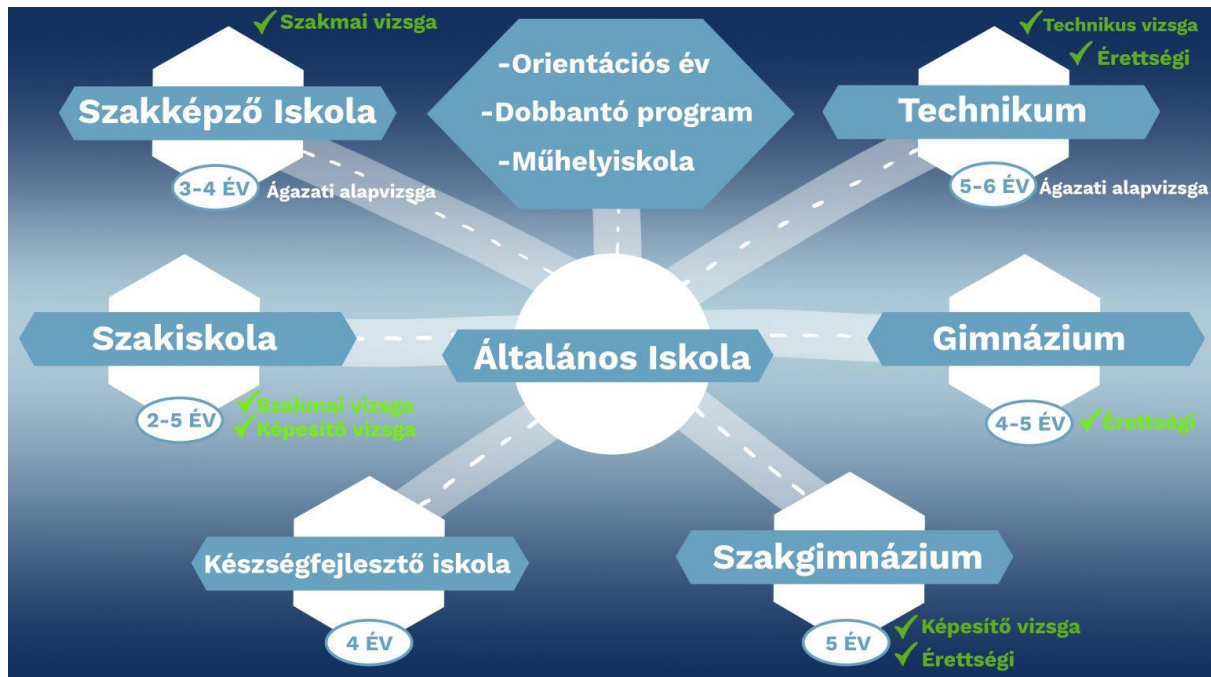 ✓ Szakmai vizsga
Szakképző Iskola
3-4 ÉV
Ágazati alapvizsga
-Orientációs év
-Dobbantó program
-Műhelyiskola
✓ Technikus vizsga
✓ Érettségi
Technikum
5-6 ÉV
Ágazati alapvizsga
Szakiskola
2-5 ÉV
✓ Szakmai vizsga
✓ Képesítő vizsga
Általános Iskola
Gimnázium
4-5 ÉV
✓ Érettségi
Készségfejlesztő iskola
4 ÉV
Szakgimnázium
5 ÉV
✓ Képesítő vizsga
✓ Érettségi